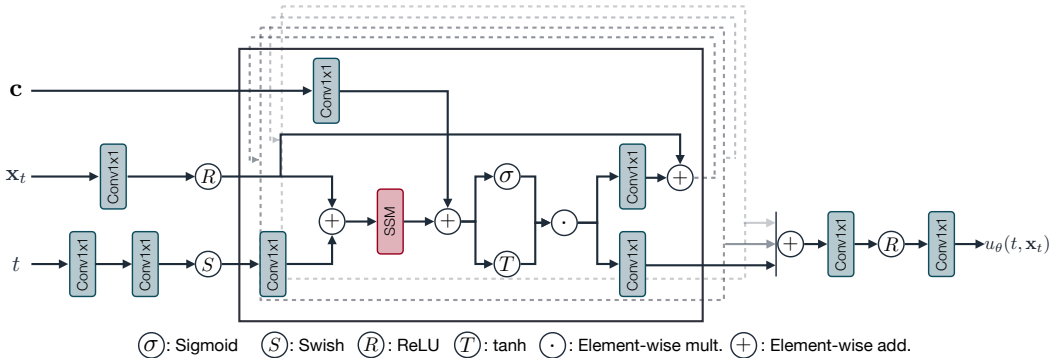 c
Conv1x1
x_t
Conv1x1
R
t
Conv1x1
Conv1x1
S
Conv1x1
+
SSM
+
σ
T
·
Conv1x1
+
Conv1x1
+
Conv1x1
R
Conv1x1
u_θ(t, x_t)
σ : Sigmoid
S : Swish
R : ReLU
T : tanh
· : Element-wise mult.
+ : Element-wise add.